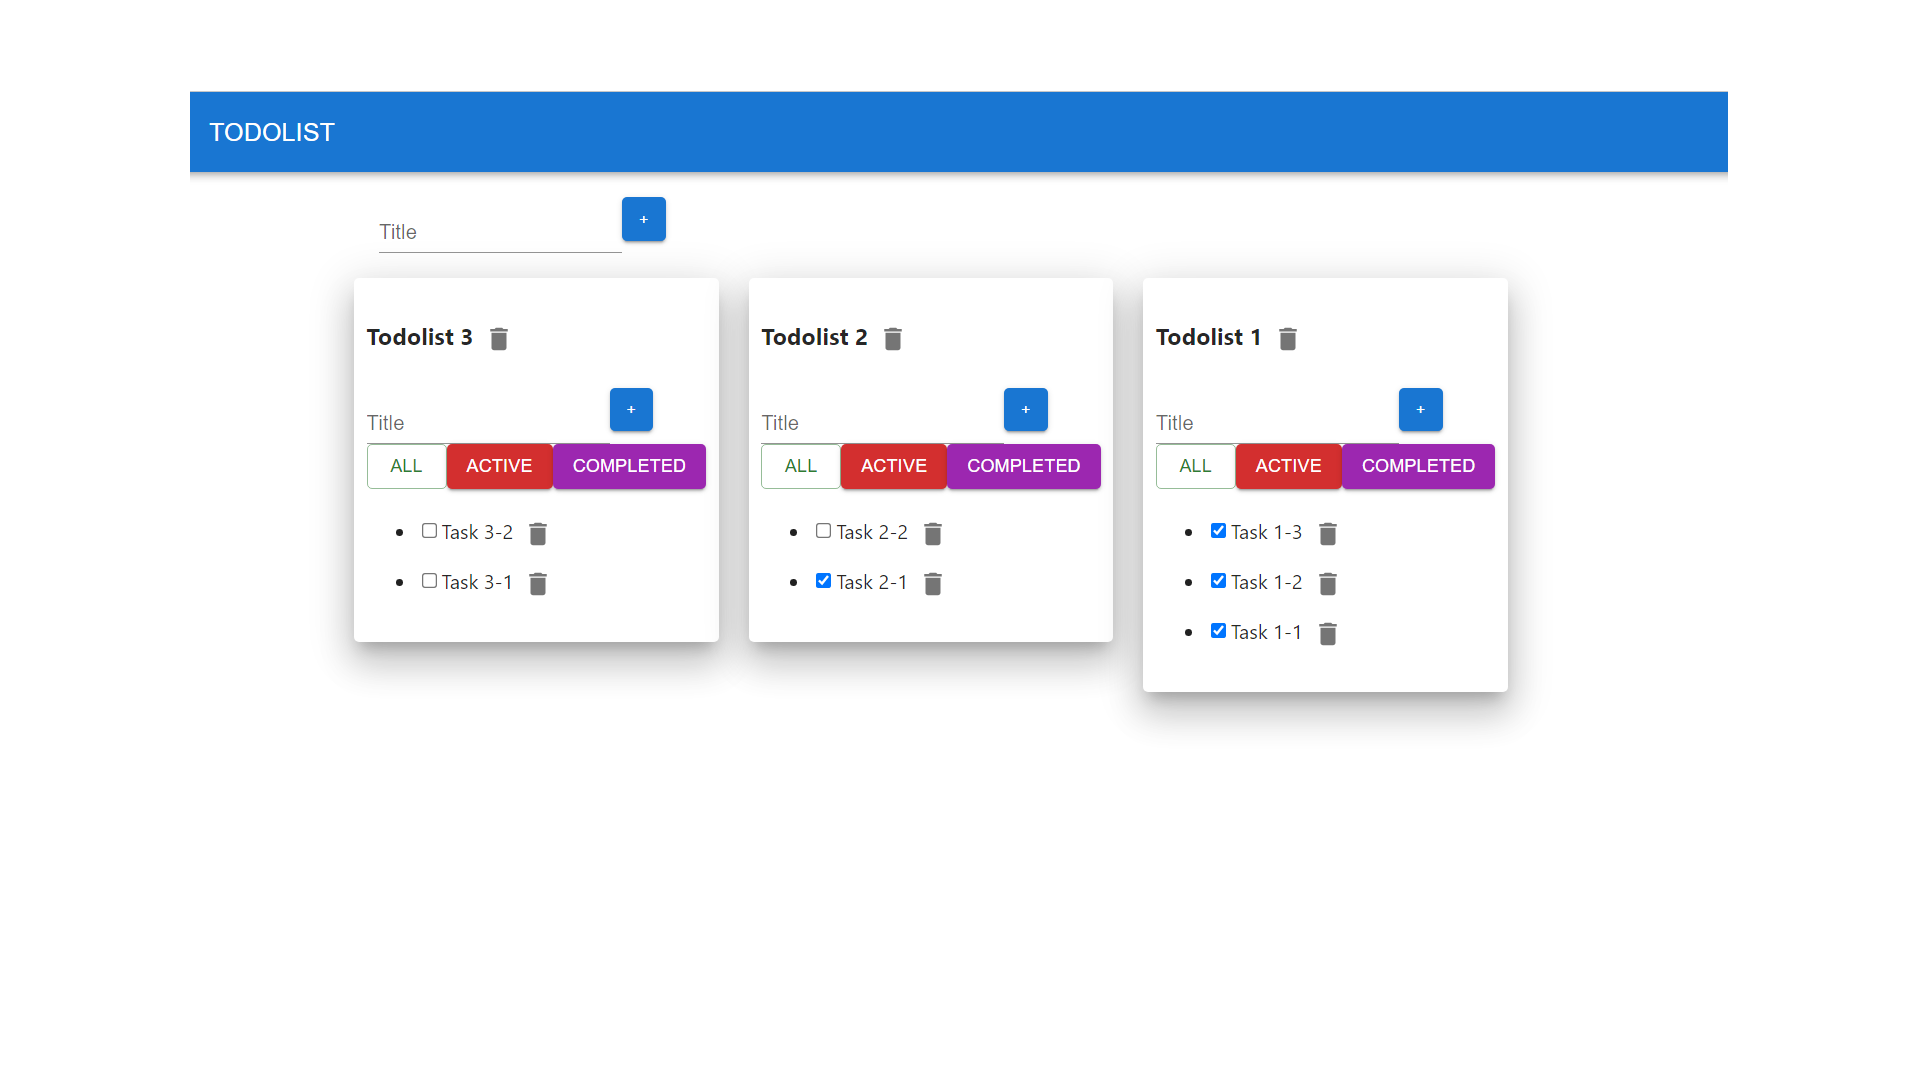 TODOLIST
Title
+
Todolist 3
Title
+
ALL ACTIVE COMPLETED
Task 3-2
Task 3-1
Todolist 2
Title
+
ALL ACTIVE COMPLETED
Task 2-2
Task 2-1
Todolist 1
Title
+
ALL ACTIVE COMPLETED
Task 1-3
Task 1-2
Task 1-1